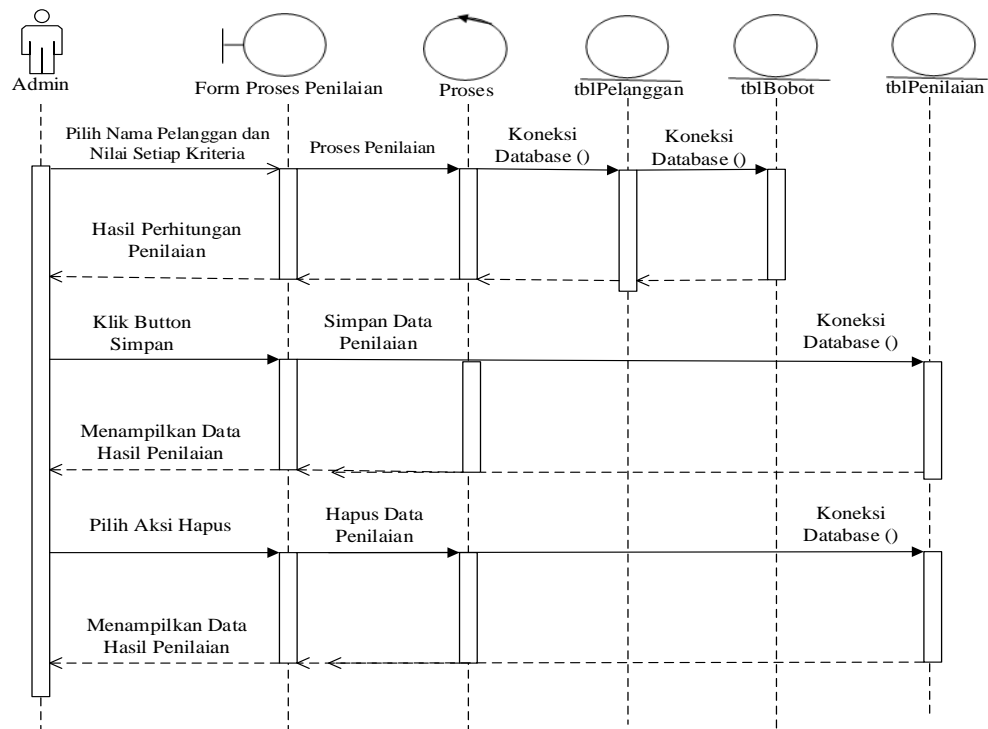 Admin
Form Proses Penilaian
Proses
tblPelanggan
tblBobot
tblPenilaian
Pilih Nama Pelanggan dan
Nilai Setiap Kriteria
Proses Penilaian
Koneksi
Database ()
Koneksi
Database ()
Hasil Perhitungan
Penilaian
Klik Button
Simpan
Simpan Data
Penilaian
Koneksi
Database ()
Menampilkan Data
Hasil Penilaian
Pilih Aksi Hapus
Hapus Data
Penilaian
Koneksi
Database ()
Menampilkan Data
Hasil Penilaian